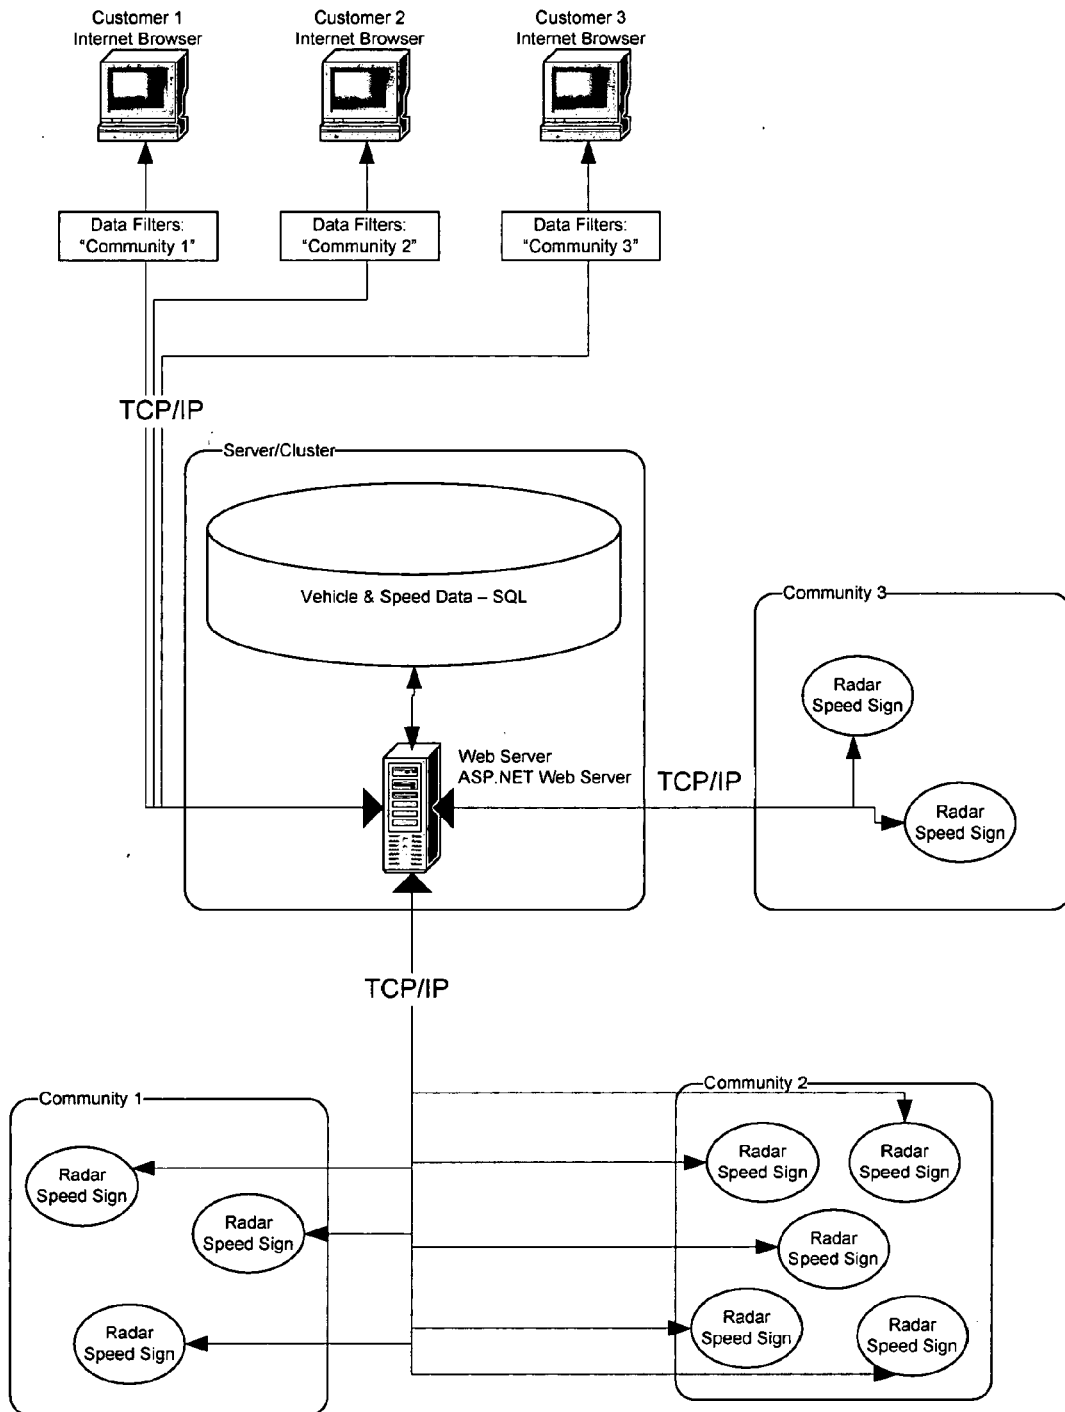 Customer 1
Internet Browser
Customer 2
Internet Browser
Customer 3
Internet Browser
Data Filters:
"Community 1"
Data Filters:
"Community 2"
Data Filters:
"Community 3"
TCP/IP
Server/Cluster
Vehicle & Speed Data – SQL
Web Server
ASP.NET Web Server
TCP/IP
Community 3
Radar
Speed Sign
Radar
Speed Sign
TCP/IP
Community 1
Radar
Speed Sign
Radar
Speed Sign
Radar
Speed Sign
Community 2
Radar
Speed Sign
Radar
Speed Sign
Radar
Speed Sign
Radar
Speed Sign
Radar
Speed Sign